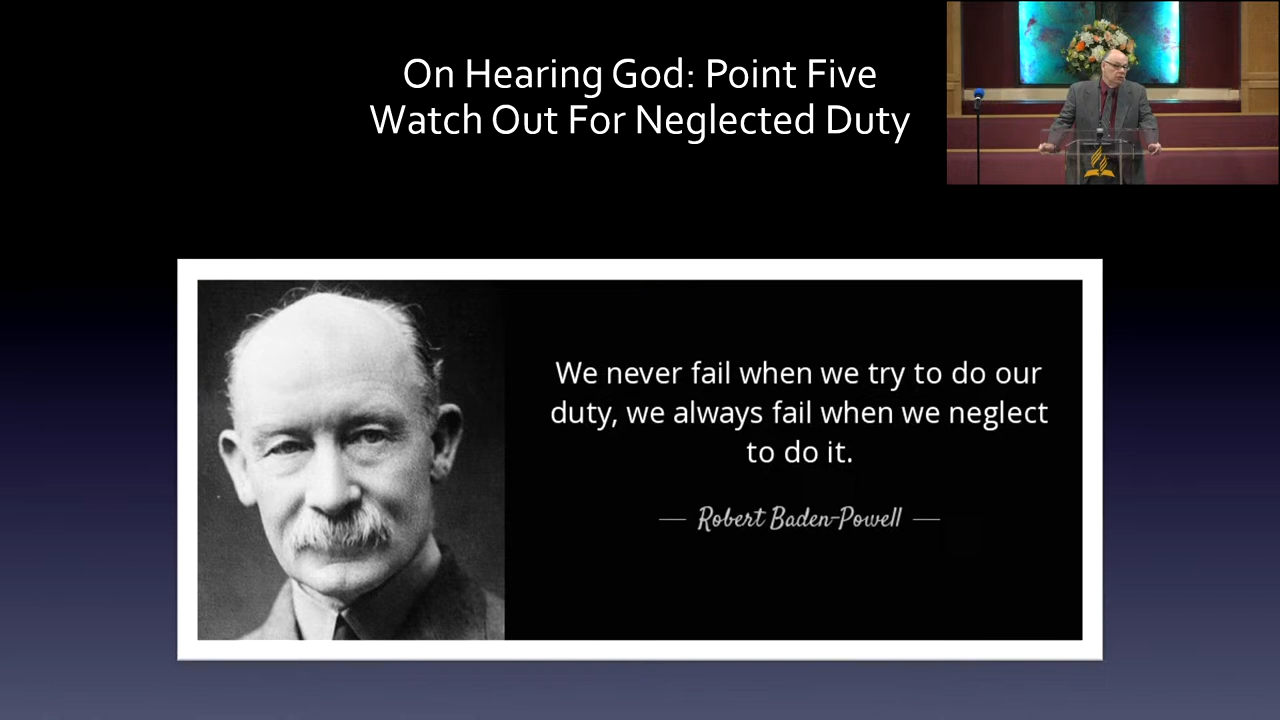 On Hearing God: Point Five
Watch Out For Neglected Duty
We never fail when we try to do our
duty, we always fail when we neglect
to do it.
— Robert Baden-Powell —